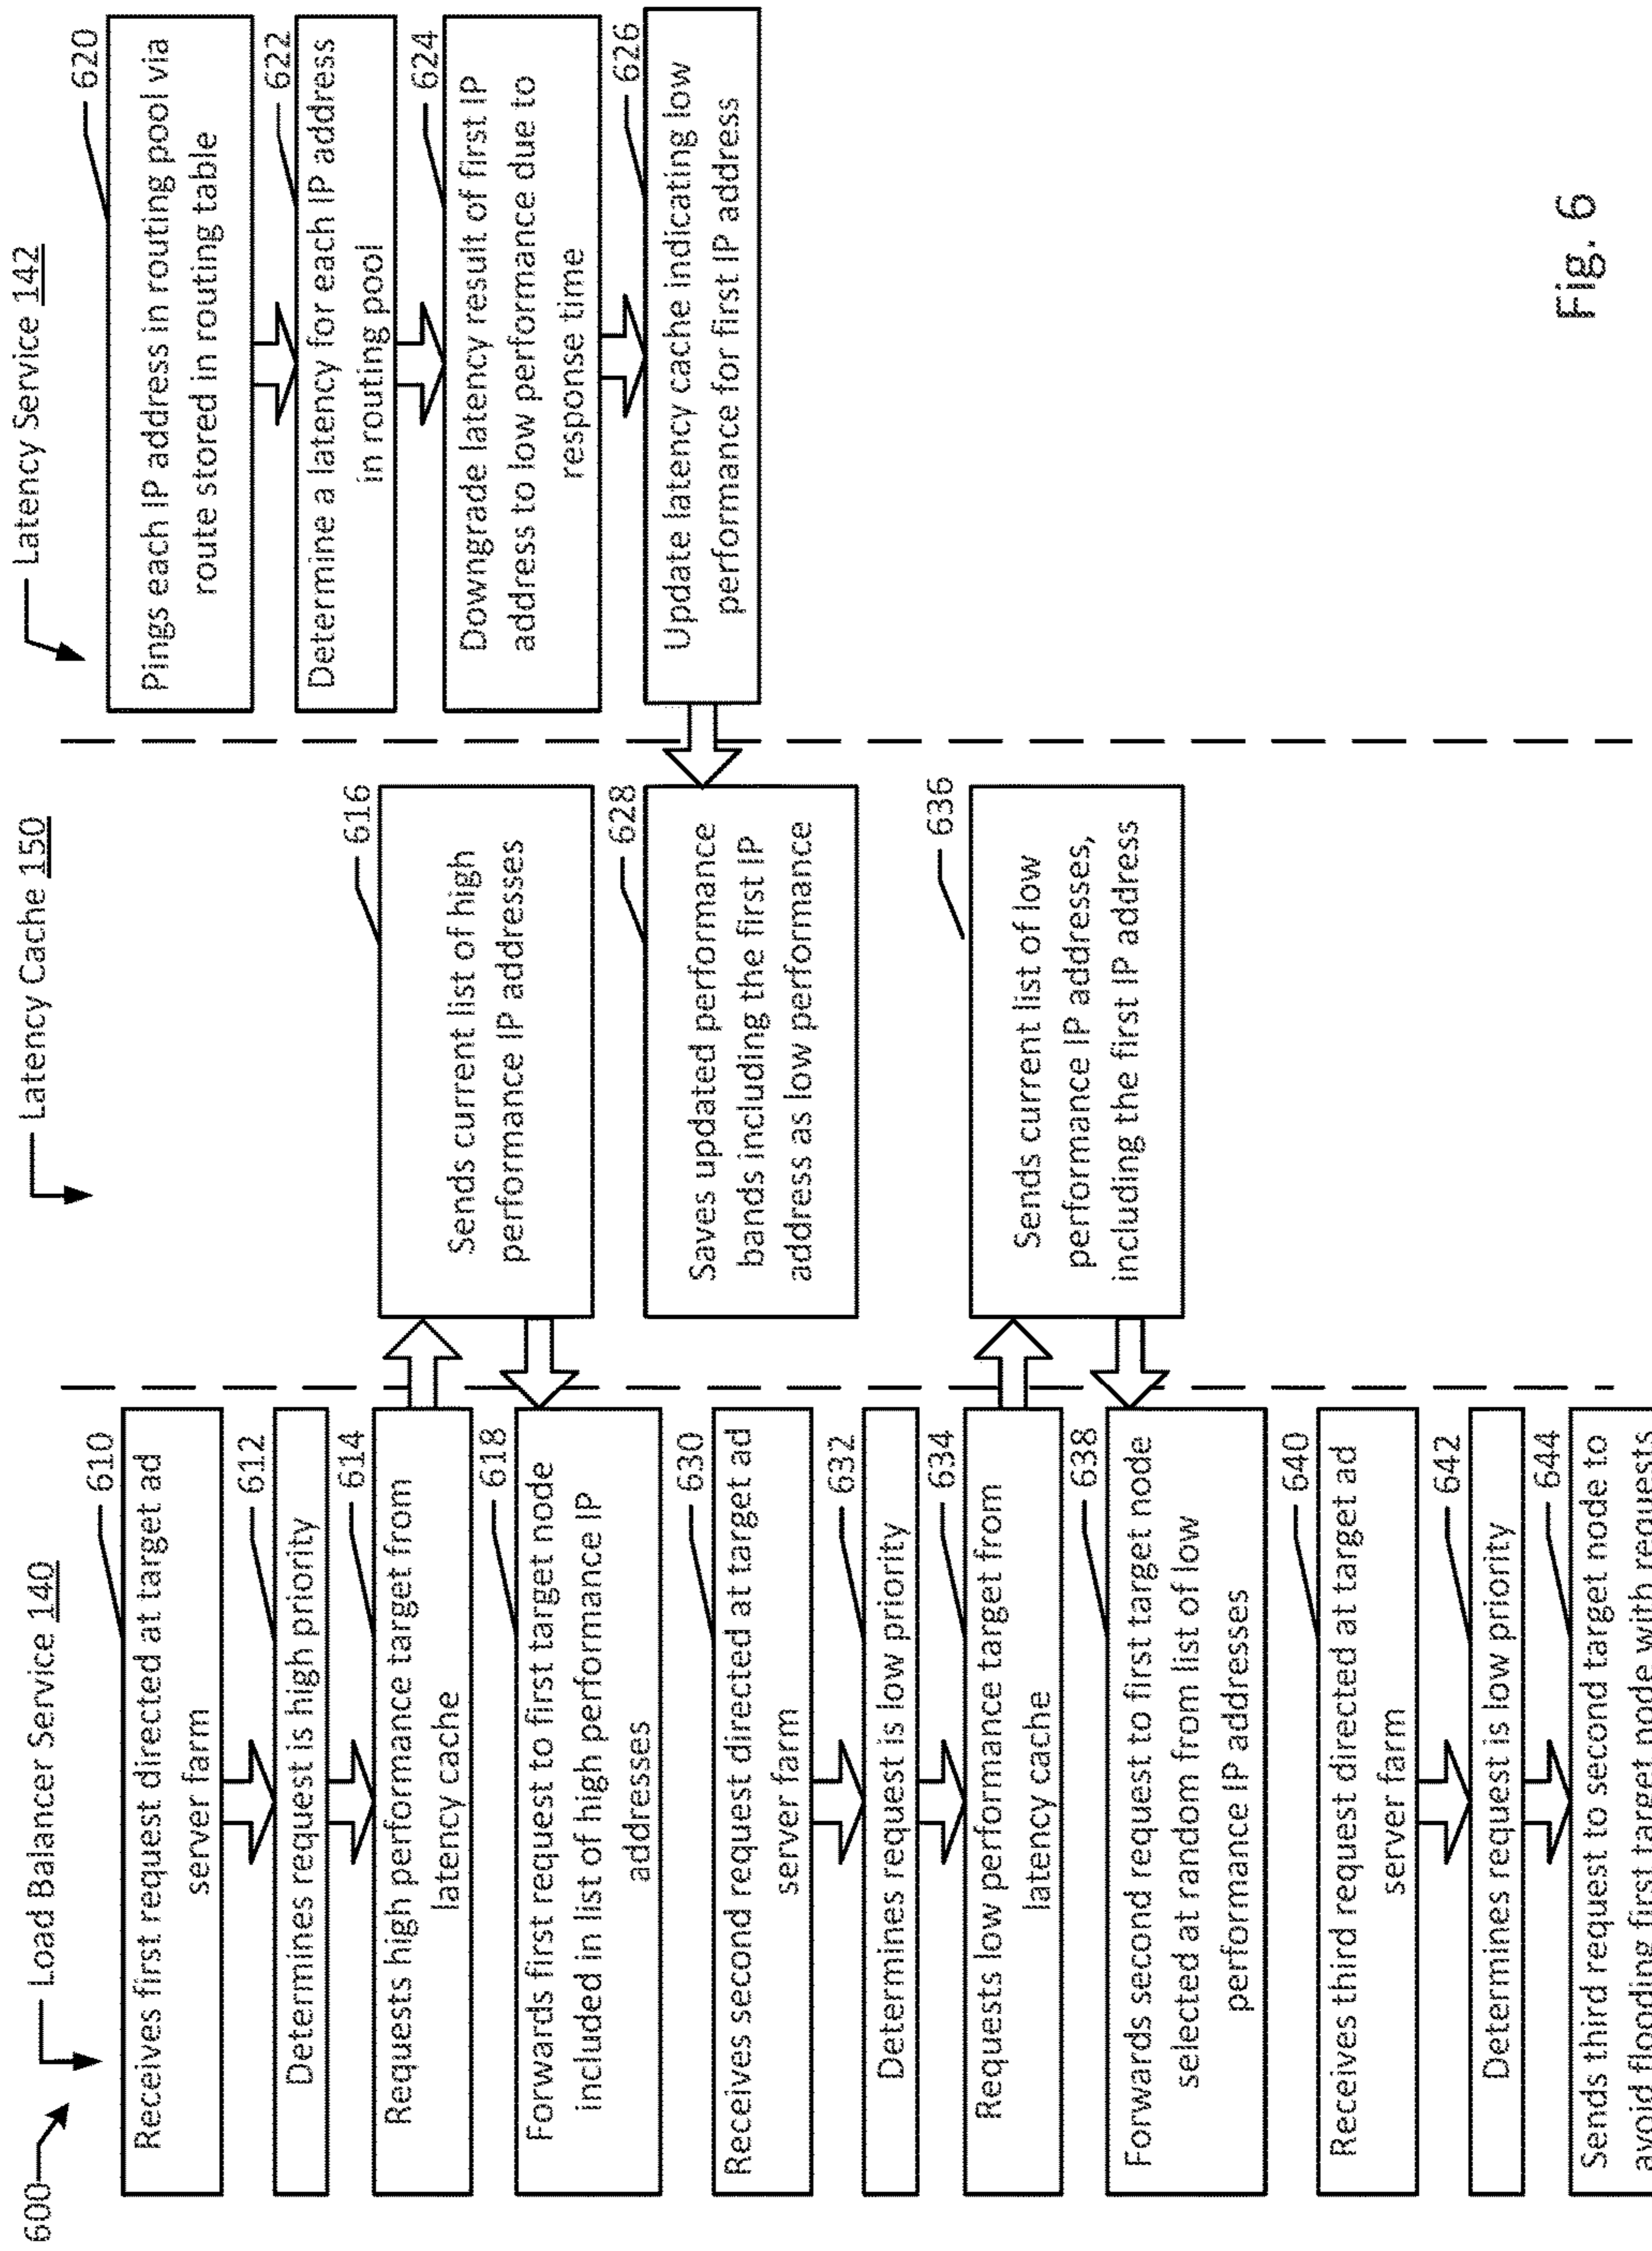 600
Load Balancer Service 140
610
Receives first request directed at target ad
server farm
612
Determines request is high priority
614
Requests high performance target from
latency cache
618
Forwards first request to first target node
included in list of high performance IP
addresses
630
Receives second request directed at target ad
server farm
632
Determines request is low priority
634
Requests low performance target from
latency cache
638
Forwards second request to first target node
selected at random from list of low
performance IP addresses
640
Receives third request directed at target ad
server farm
642
Determines request is low priority
644
Sends third request to second target node to
avoid flooding first target node with requests
Latency Cache 150
616
Sends current list of high
performance IP addresses
628
Saves updated performance
bands including the first IP
address as low performance
636
Sends current list of low
performance IP addresses,
including the first IP address
Latency Service 142
620
Pings each IP address in routing pool via
route stored in routing table
622
Determine a latency for each IP address
in routing pool
624
Downgrade latency result of first IP
address to low performance due to
response time
626
Update latency cache indicating low
performance for first IP address
Fig. 6